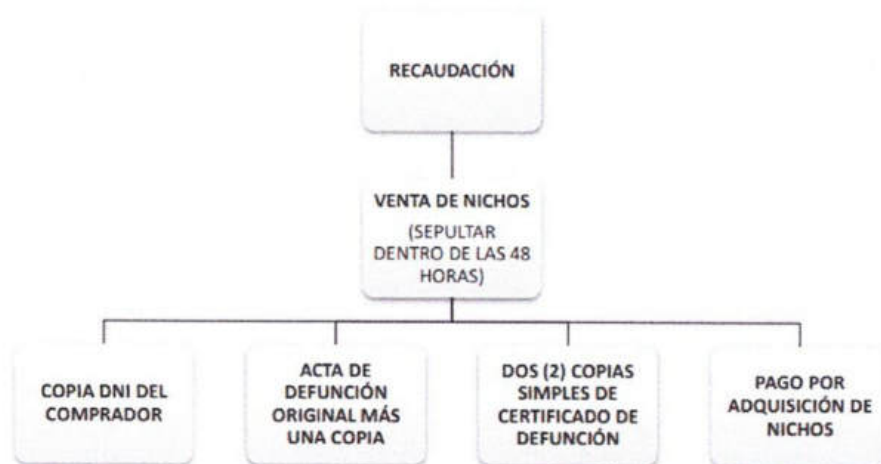 RECAUDACIÓN
VENTA DE NICHOS
(SEPULTAR
DENTRO DE LAS 48
HORAS)
COPIA DNI DEL
COMPRADOR
ACTA DE
DEFUNCIÓN
ORIGINAL MÁS
UNA COPIA
DOS (2) COPIAS
SIMPLES DE
CERTIFICADO DE
DEFUNCIÓN
PAGO POR
ADQUISICIÓN DE
NICHOS